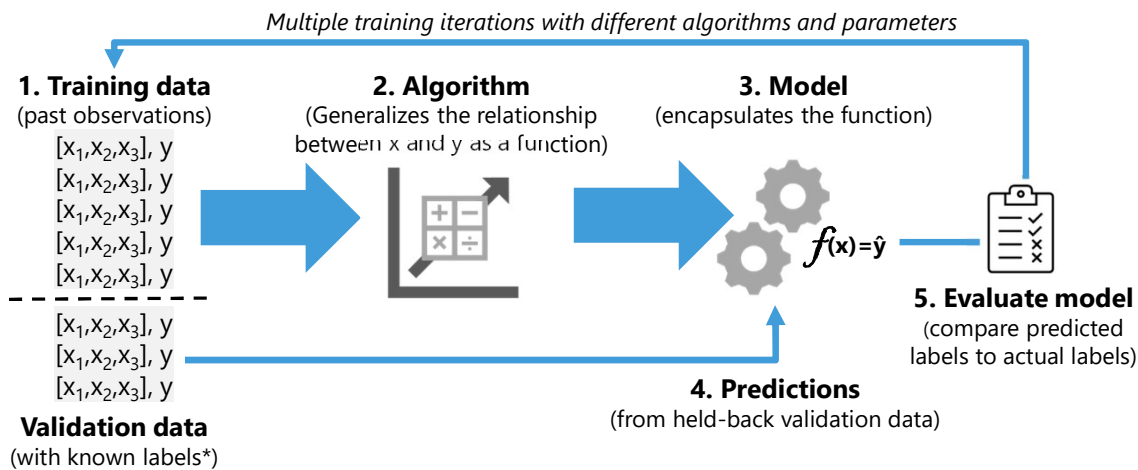 Multiple training iterations with different algorithms and parameters
1. Training data
(past observations)
[x₁,x₂,x₃], y
[x₁,x₂,x₃], y
[x₁,x₂,x₃], y
[x₁,x₂,x₃], y
[x₁,x₂,x₃], y
[x₁,x₂,x₃], y
[x₁,x₂,x₃], y
[x₁,x₂,x₃], y
Validation data
(with known labels*)
2. Algorithm
(Generalizes the relationship
between x and y as a function)
+ −
× ÷
3. Model
(encapsulates the function)
f(x)=ŷ
4. Predictions
(from held-back validation data)
5. Evaluate model
(compare predicted
labels to actual labels)